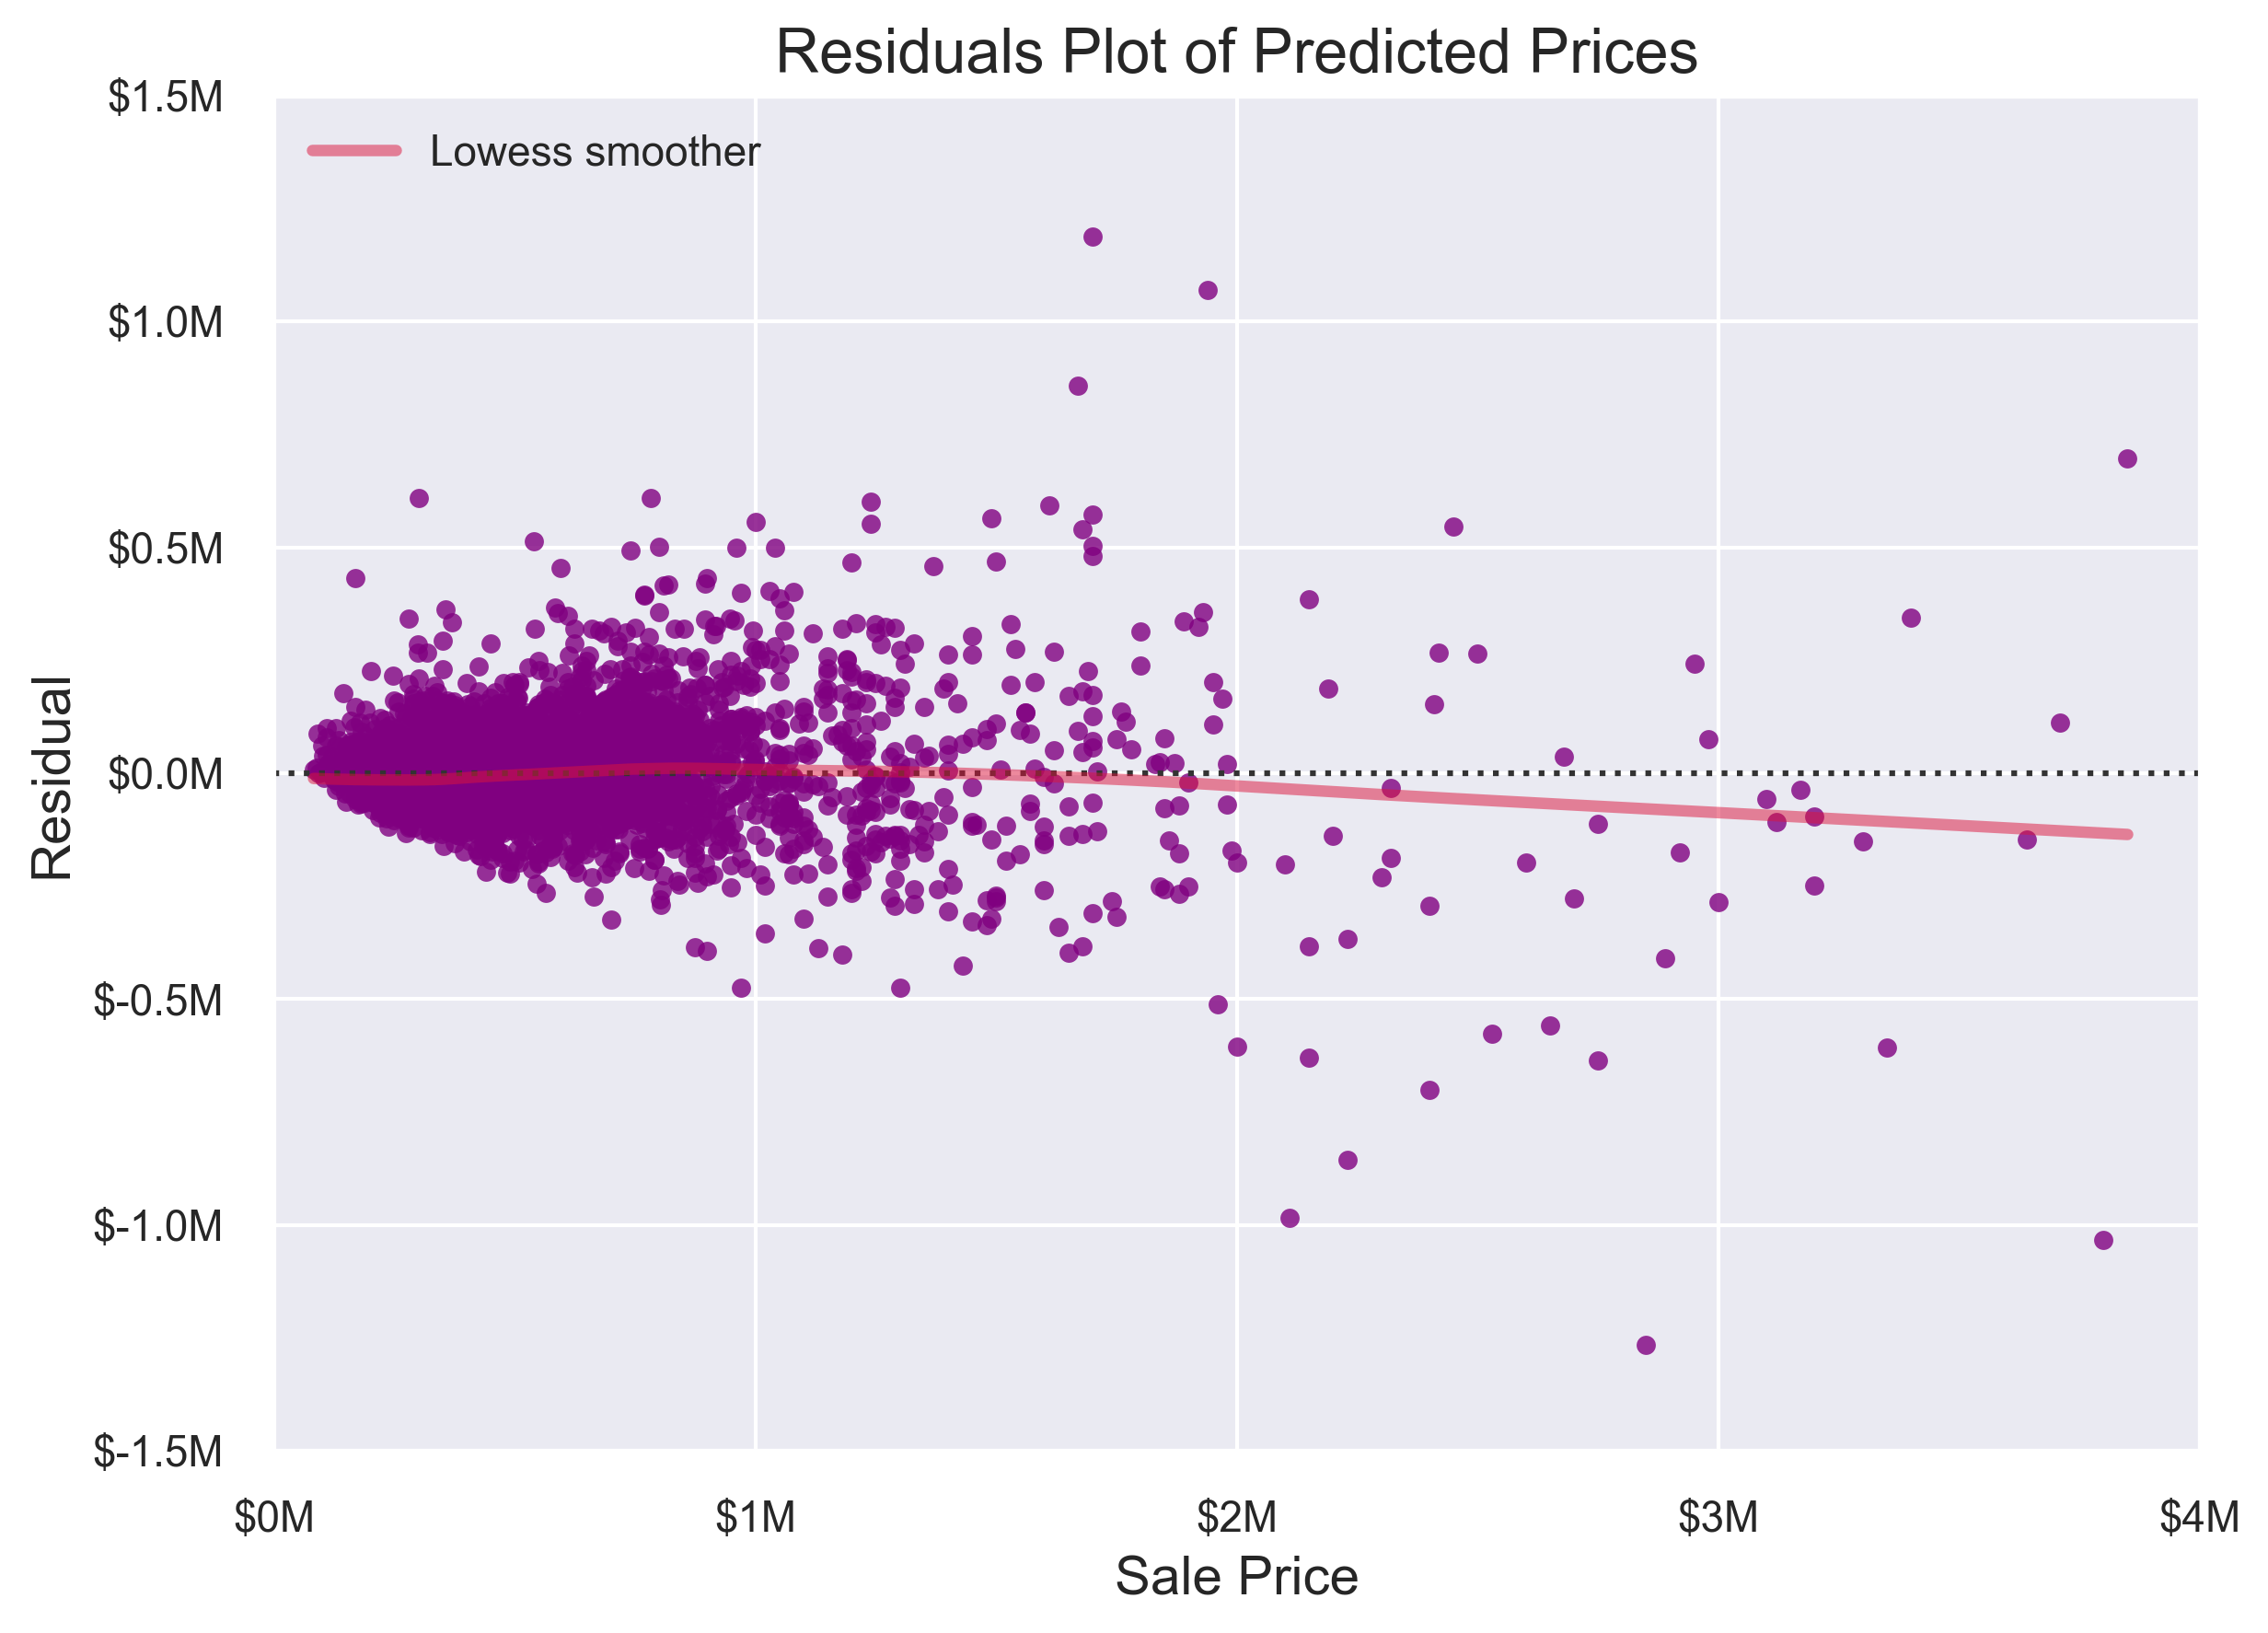 Residuals Plot of Predicted Prices
$1.5M
Lowess smoother
$1.0M
$0.5M
$0.0M
$-0.5M
$-1.0M
$-1.5M
Residual
$0M $1M $2M $3M $4M
Sale Price